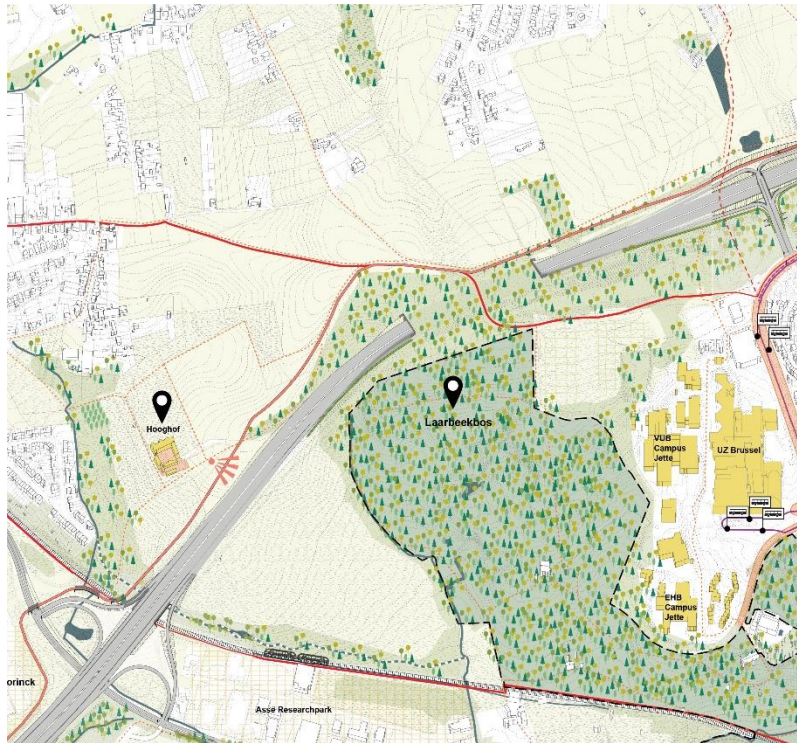 Hooghof
Laarbeekbos
VUB
Campus
Jette
UZ Brussel
EHB
Campus
Jette
orinck
Asse Researchpark